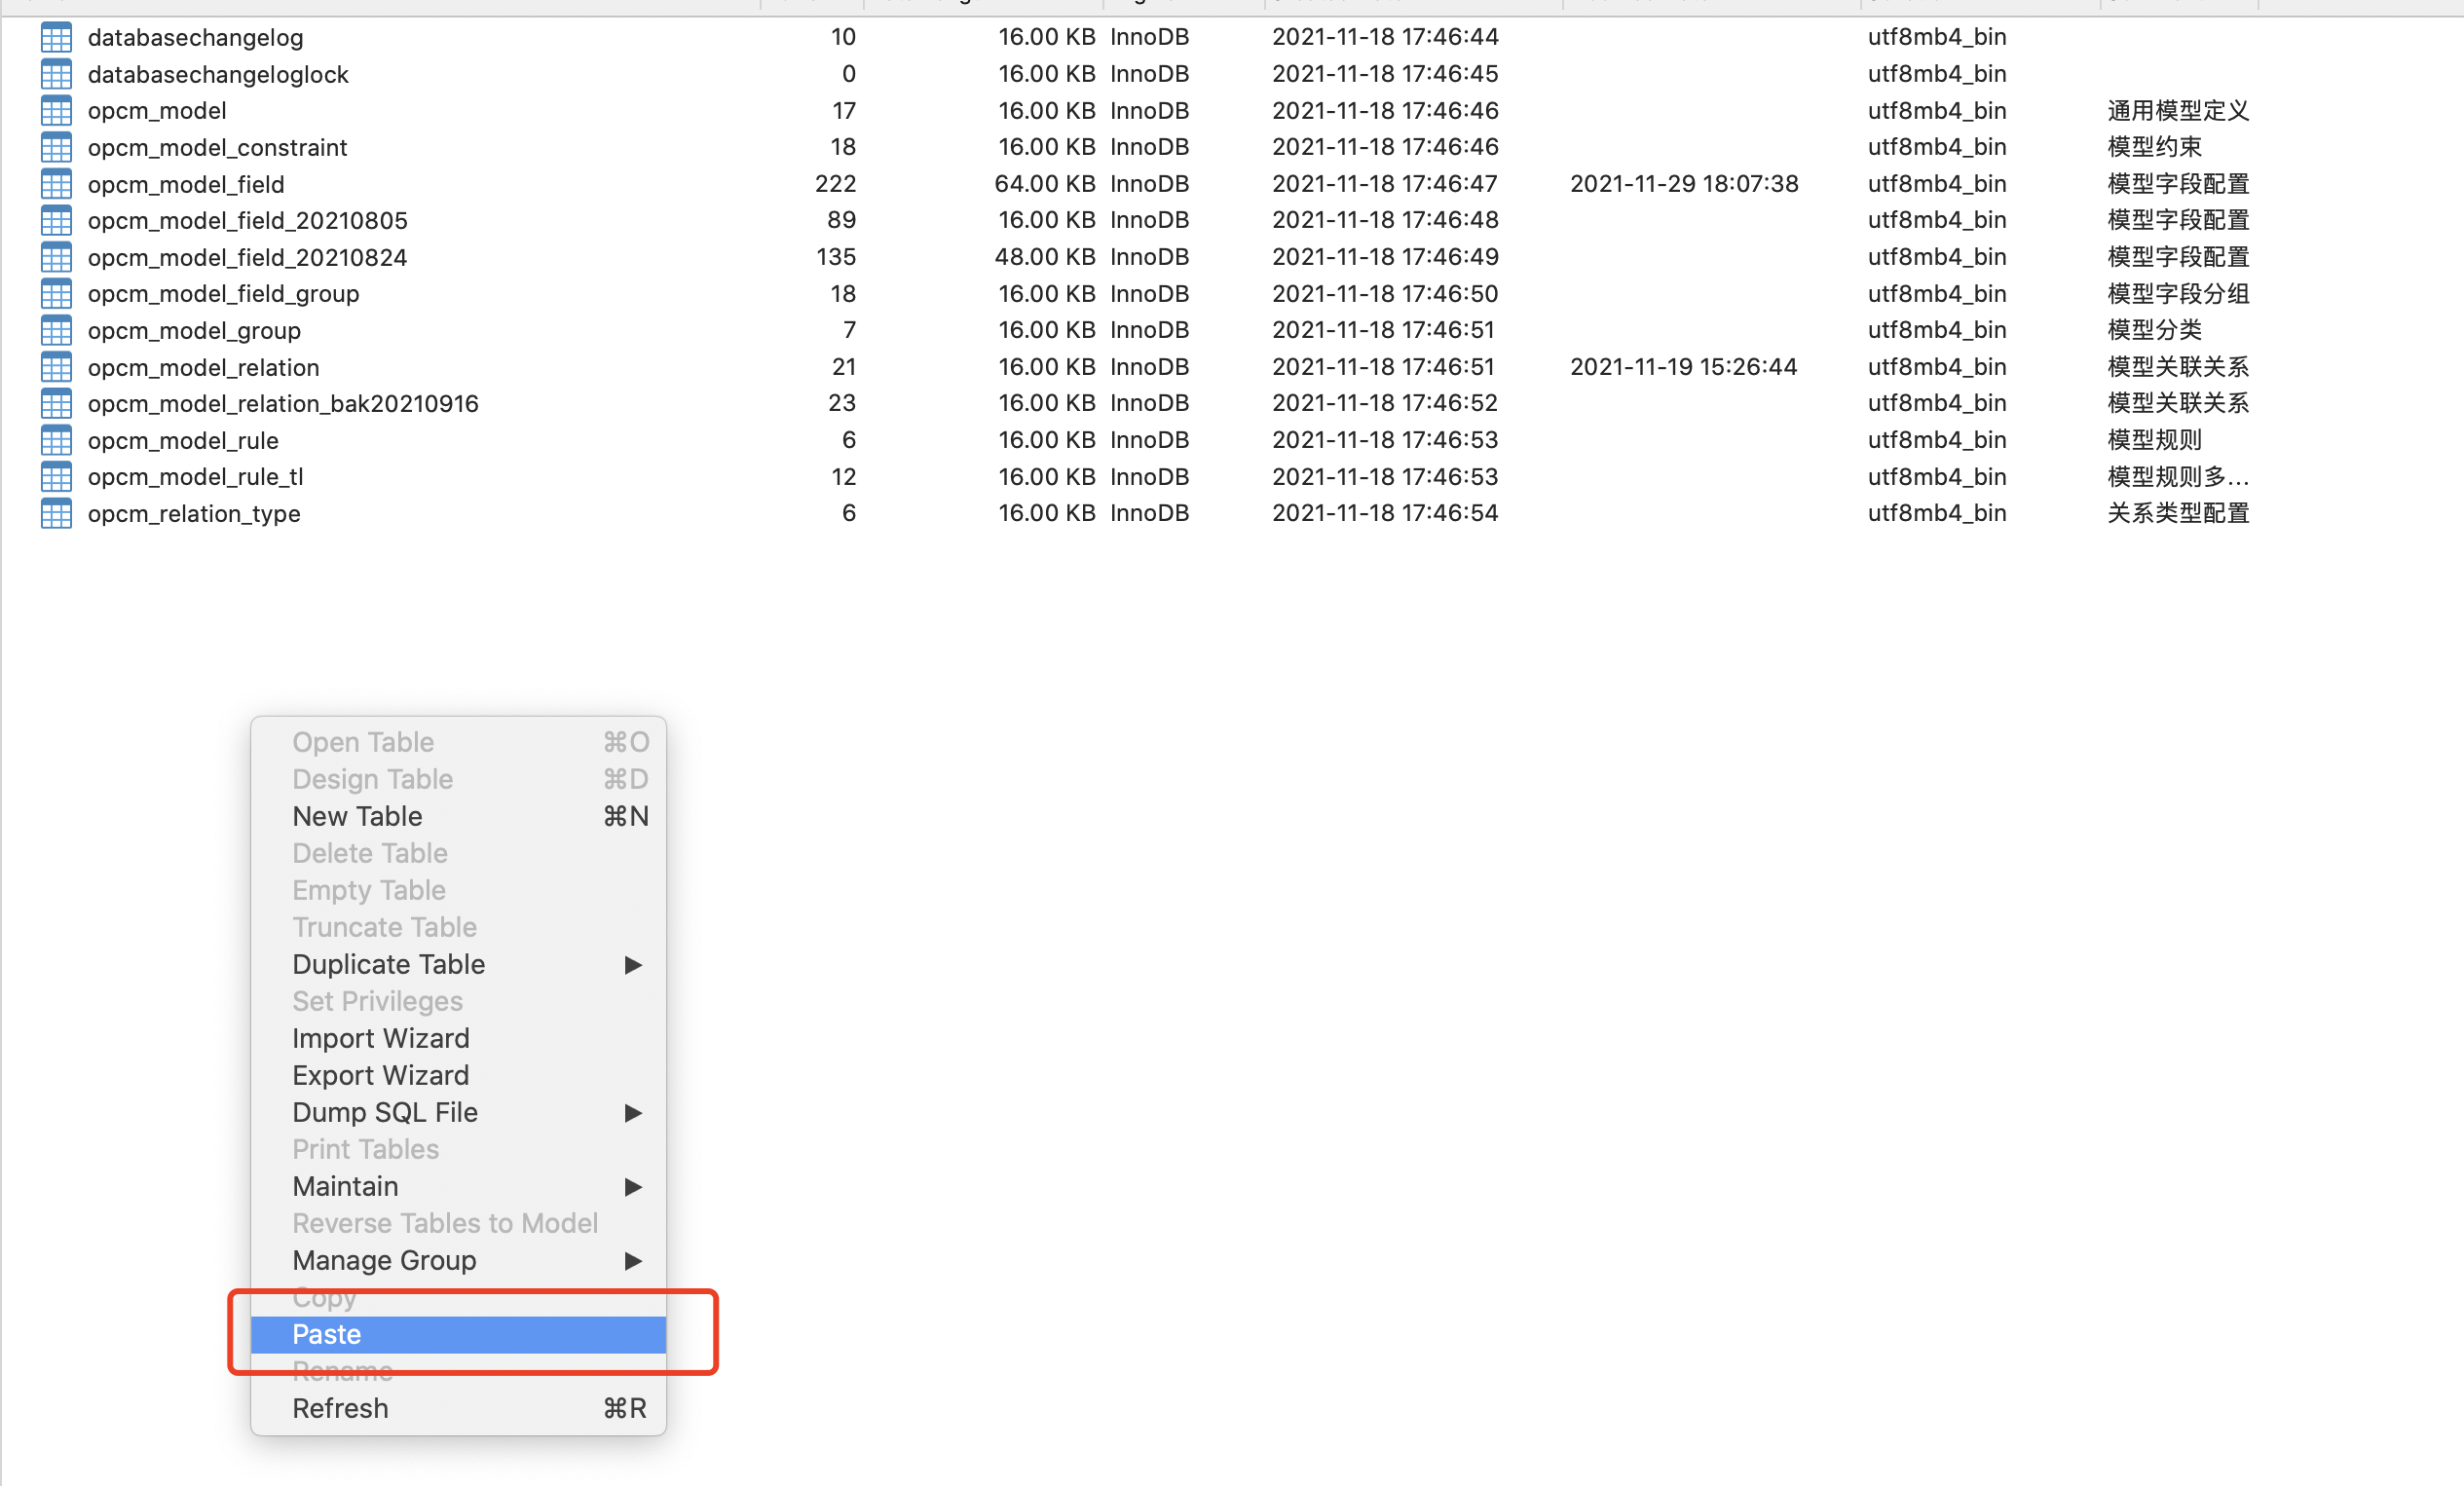 databasechangelog 10 16.00 KB InnoDB 2021-11-18 17:46:44 utf8mb4_bin
databasechangeloglock 0 16.00 KB InnoDB 2021-11-18 17:46:45 utf8mb4_bin
opcm_model 17 16.00 KB InnoDB 2021-11-18 17:46:46 utf8mb4_bin 通用模型定义
opcm_model_constraint 18 16.00 KB InnoDB 2021-11-18 17:46:46 utf8mb4_bin 模型约束
opcm_model_field 222 64.00 KB InnoDB 2021-11-18 17:46:47 2021-11-29 18:07:38 utf8mb4_bin 模型字段配置
opcm_model_field_20210805 89 16.00 KB InnoDB 2021-11-18 17:46:48 utf8mb4_bin 模型字段配置
opcm_model_field_20210824 135 48.00 KB InnoDB 2021-11-18 17:46:49 utf8mb4_bin 模型字段配置
opcm_model_field_group 18 16.00 KB InnoDB 2021-11-18 17:46:50 utf8mb4_bin 模型字段分组
opcm_model_group 7 16.00 KB InnoDB 2021-11-18 17:46:51 utf8mb4_bin 模型分类
opcm_model_relation 21 16.00 KB InnoDB 2021-11-18 17:46:51 2021-11-19 15:26:44 utf8mb4_bin 模型关联关系
opcm_model_relation_bak20210916 23 16.00 KB InnoDB 2021-11-18 17:46:52 utf8mb4_bin 模型关联关系
opcm_model_rule 6 16.00 KB InnoDB 2021-11-18 17:46:53 utf8mb4_bin 模型规则
opcm_model_rule_tl 12 16.00 KB InnoDB 2021-11-18 17:46:53 utf8mb4_bin 模型规则多...
opcm_relation_type 6 16.00 KB InnoDB 2021-11-18 17:46:54 utf8mb4_bin 关系类型配置
Open Table ⌘O
Design Table ⌘D
New Table ⌘N
Delete Table
Empty Table
Truncate Table
Duplicate Table
Set Privileges
Import Wizard
Export Wizard
Dump SQL File
Print Tables
Maintain
Reverse Tables to Model
Manage Group
Copy
Paste
Rename
Refresh ⌘R